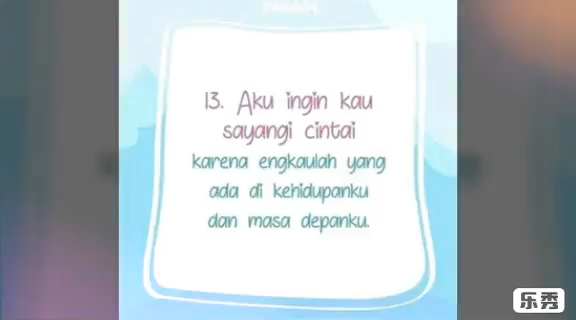 13. Aku ingin kau
sayangi cintai
karena engkaulah yang
ada di kehidupanku
dan masa depanku.
乐秀